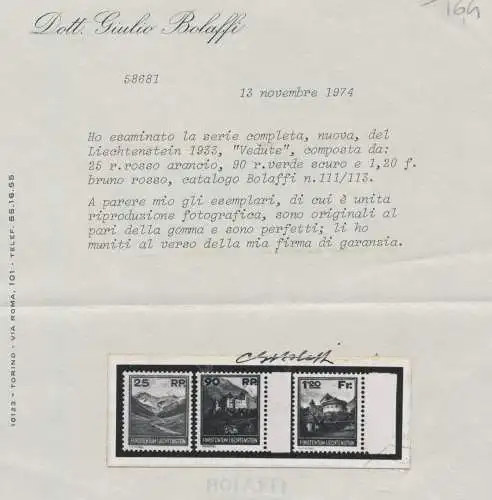 164
Dott. Giulio Bolaffi
58681
13 novembre 1974
Ho esaminato la serie completa, nuova, del
Liechtenstein 1933, "Vedute", composta da:
25 r.rosso arancio, 90 r.verde scuro e 1,20 f.
bruno rosso, catalogo Bolaffi n.111/113.
A parere mio gli esemplari, di cui è unita
riproduzione fotografica, sono originali al
pari della gomma e sono perfetti; li ho
muniti al verso della mia firma di garanzia.
10123 - TORINO - VIA ROMA, 101 - TELEF. 55.16.55
25 RP
90 RP
120 Fr.
FÜRSTENTUM LIECHTENSTEIN
FÜRSTENTUM LIECHTENSTEIN
FÜRSTENTUM LIECHTENSTEIN